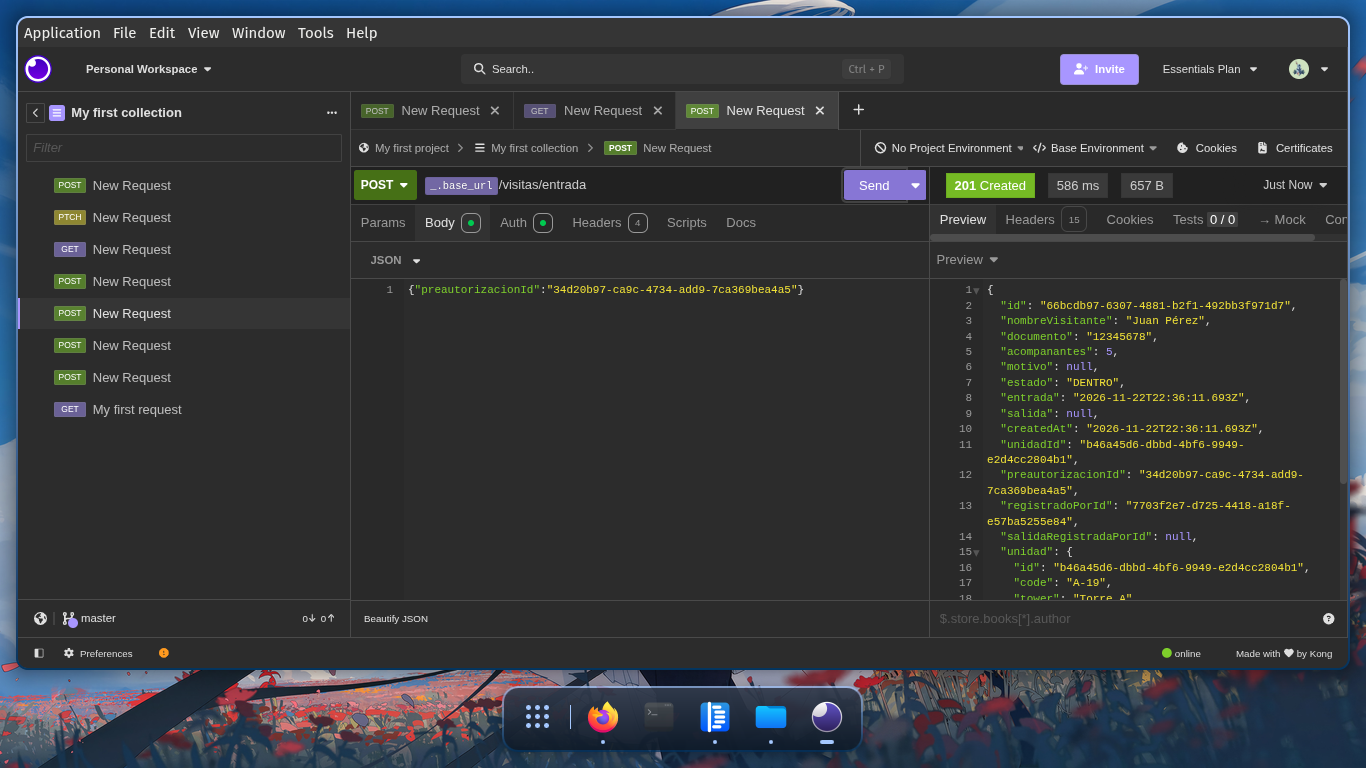 Application File Edit View Window Tools Help
Personal Workspace
Search..
Ctrl + P
Invite
Essentials Plan
My first collection
Filter
POST New Request
PTCH New Request
GET New Request
POST New Request
POST New Request
POST New Request
POST New Request
GET My first request
master
0 0
Preferences
POST New Request
GET New Request
POST New Request
My first project
My first collection
POST New Request
No Project Environment
Base Environment
Cookies
Certificates
POST
_.base_url/visitas/entrada
Send
201 Created
586 ms
657 B
Just Now
Params Body Auth Headers 4 Scripts Docs
JSON
1 {"preautorizacionId":"34d20b97-ca9c-4734-add9-7ca369bea4a5"}
Beautify JSON
Preview Headers 15 Cookies Tests 0 / 0 → Mock Con
Preview
1 {
2 "id": "66bcdb97-6307-4881-b2f1-492bb3f971d7",
3 "nombreVisitante": "Juan Pérez",
4 "documento": "12345678",
5 "acompanantes": 5,
6 "motivo": null,
7 "estado": "DENTRO",
8 "entrada": "2026-11-22T22:36:11.693Z",
9 "salida": null,
10 "createdAt": "2026-11-22T22:36:11.693Z",
11 "unidadId": "b46a45d6-dbbd-4bf6-9949-
e2d4cc2804b1",
12 "preautorizacionId": "34d20b97-ca9c-4734-add9-
7ca369bea4a5",
13 "registradoPorId": "7703f2e7-d725-4418-a18f-
e57ba5255e84",
14 "salidaRegistradaPorId": null,
15 "unidad": {
16 "id": "b46a45d6-dbbd-4bf6-9949-e2d4cc2804b1",
17 "code": "A-19",
18 "tower": "Torre A"
$.store.books[*].author
online
Made with ❤ by Kong